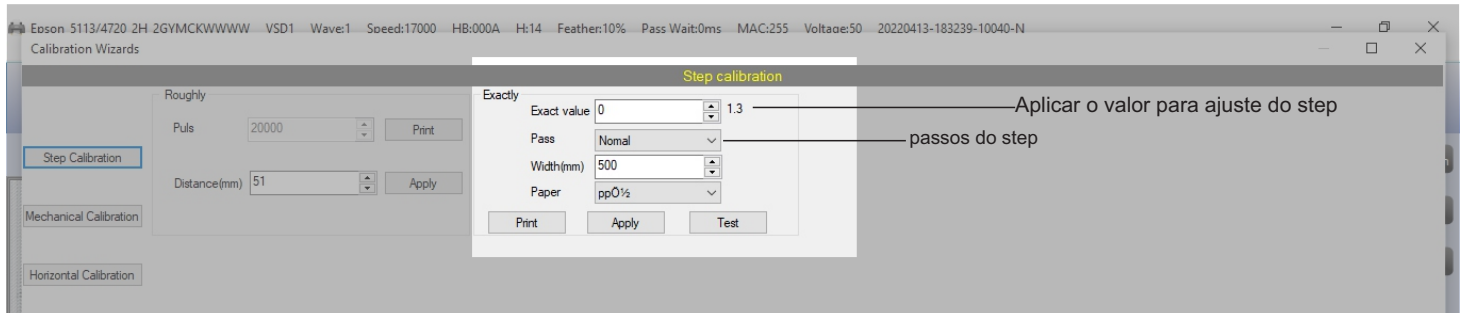 Epson 5113/4720 2H 2GYMCKWWWW VSD1 Wave:1 Speed:17000 HB:000A H:14 Feather:10% Pass Wait:0ms MAC:255 Voltage:50 20220413-183239-10040-N
Calibration Wizards
Step calibration
Roughly
Puls 20000 Print
Distance(mm) 51 Apply
Step Calibration
Mechanical Calibration
Horizontal Calibration
Exactly
Exact value 0 1.3 Aplicar o valor para ajuste do step
Pass Nomal passos do step
Width(mm) 500
Paper ppÖ½
Print Apply Test